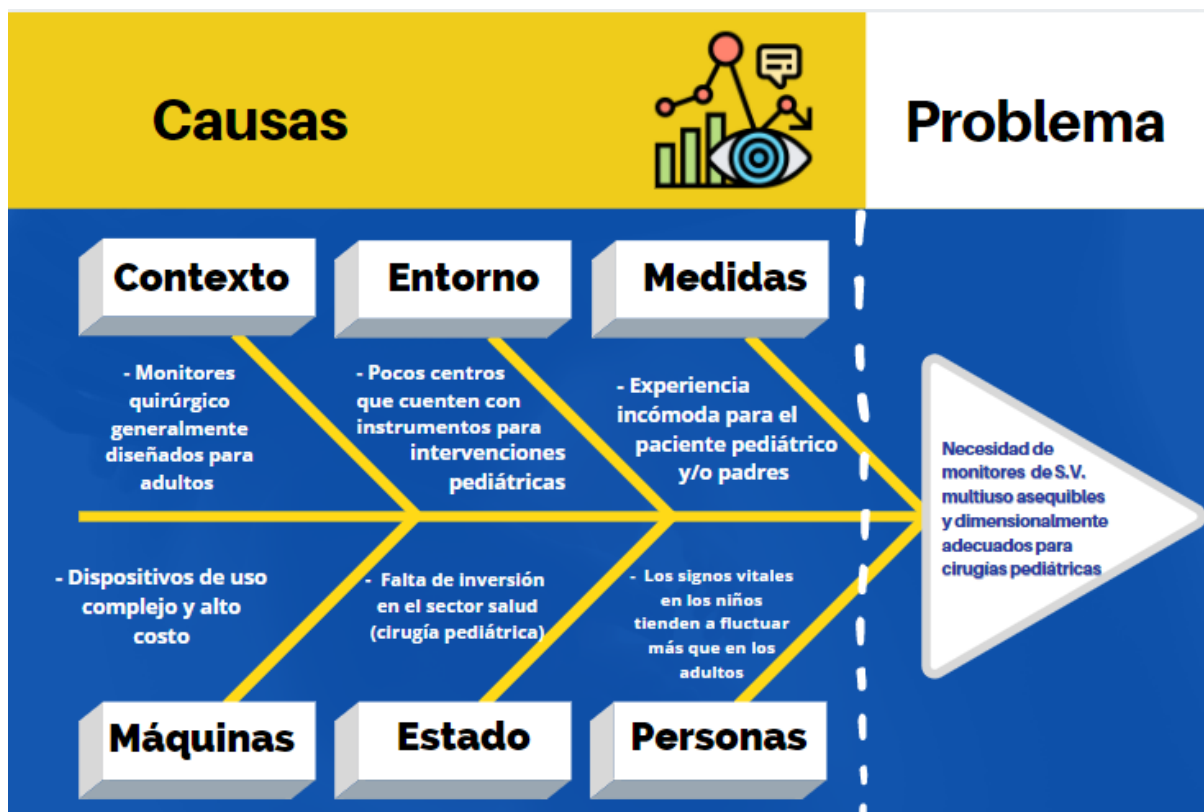 Causas
Problema
Contexto
Entorno
Medidas
- Monitores
quirúrgico
generalmente
diseñados para
adultos
- Pocos centros
que cuenten con
instrumentos para
intervenciones
pediátricas
- Experiencia
incómoda para el
paciente pediátrico
y/o padres
Necesidad de
monitores de S.V.
multiuso asequibles
y dimensionalmente
adecuados para
cirugías pediátricas
- Dispositivos de uso
complejo y alto
costo
- Falta de inversión
en el sector salud
(cirugía pediátrica)
- Los signos vitales
en los niños
tienden a fluctuar
más que en los
adultos
Máquinas
Estado
Personas